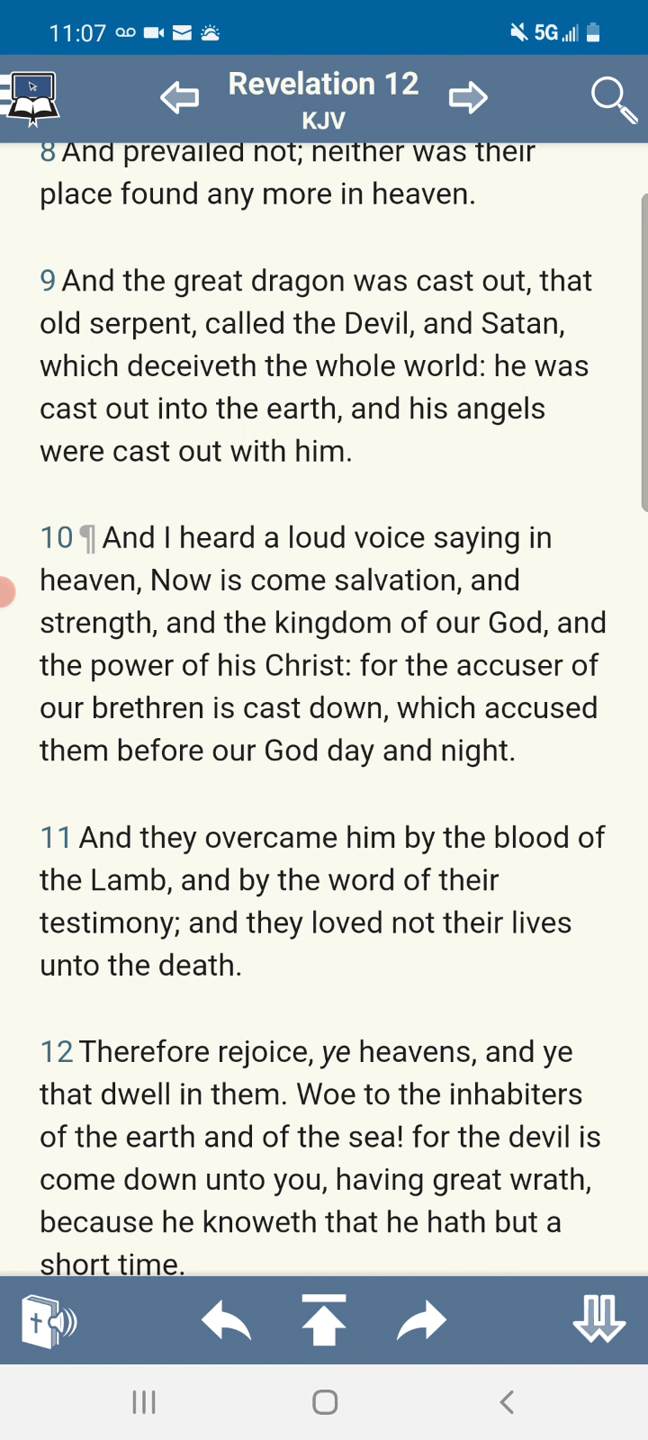 11:07
5G
Revelation 12
KJV
8 And prevailed not; neither was their
place found any more in heaven.
9 And the great dragon was cast out, that
old serpent, called the Devil, and Satan,
which deceiveth the whole world: he was
cast out into the earth, and his angels
were cast out with him.
10 ¶ And I heard a loud voice saying in
heaven, Now is come salvation, and
strength, and the kingdom of our God, and
the power of his Christ: for the accuser of
our brethren is cast down, which accused
them before our God day and night.
11 And they overcame him by the blood of
the Lamb, and by the word of their
testimony; and they loved not their lives
unto the death.
12 Therefore rejoice, ye heavens, and ye
that dwell in them. Woe to the inhabiters
of the earth and of the sea! for the devil is
come down unto you, having great wrath,
because he knoweth that he hath but a
short time.